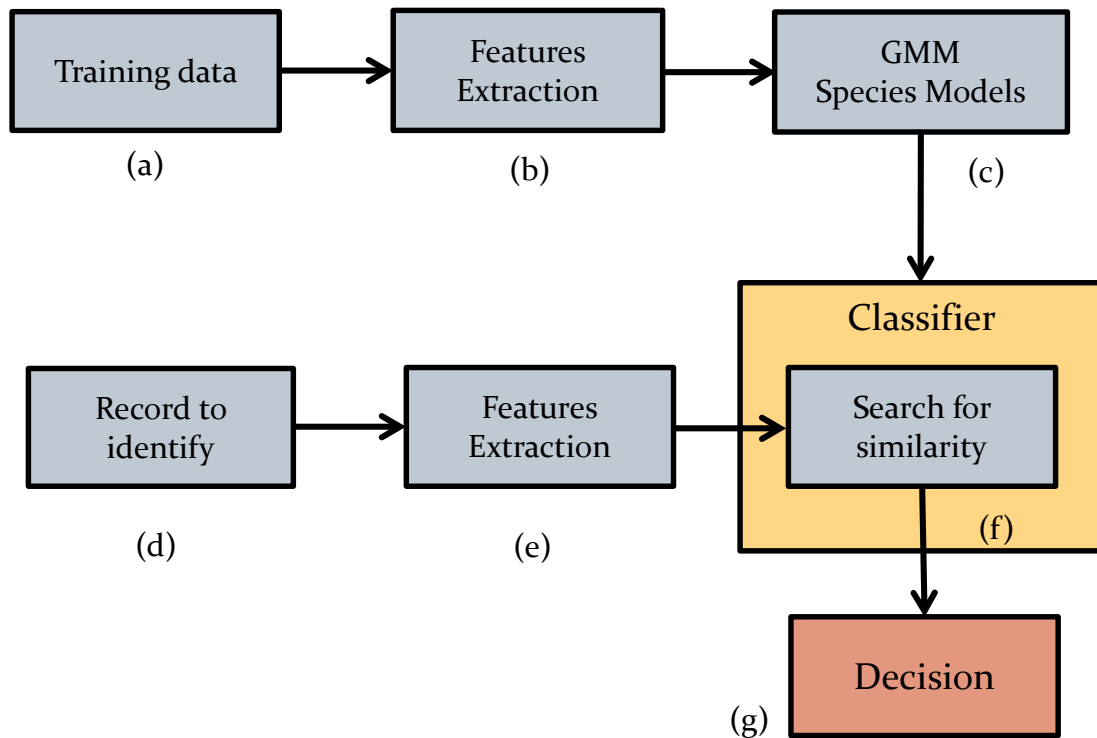 Training data
Features
Extraction
GMM
Species Models
(a)
(b)
(c)
Classifier
Record to
identify
Features
Extraction
Search for
similarity
(d)
(e)
(f)
Decision
(g)